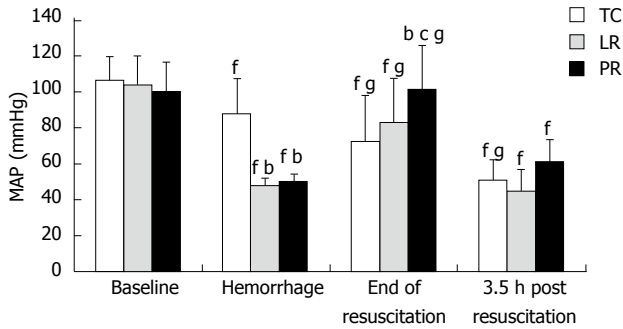 140
120
100
80
60
40
20
0
MAP (mmHg)
TC
LR
PR
f
f b
f b
f g
f g
b c g
f g
f
f
Baseline
Hemorrhage
End of
resuscitation
3.5 h post
resuscitation